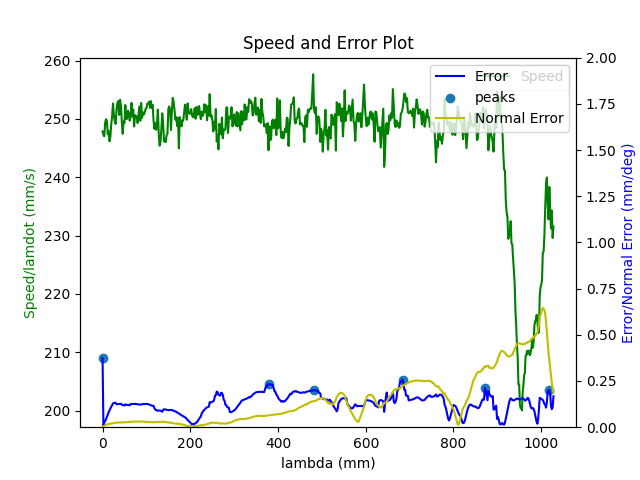 Speed and Error Plot
260
250
240
230
220
210
200
Speed/lamdot (mm/s)
0
200
400
600
800
1000
lambda (mm)
2.00
1.75
1.50
1.25
1.00
0.75
0.50
0.25
0.00
Error/Normal Error (mm/deg)
Error
Speed
peaks
Normal Error